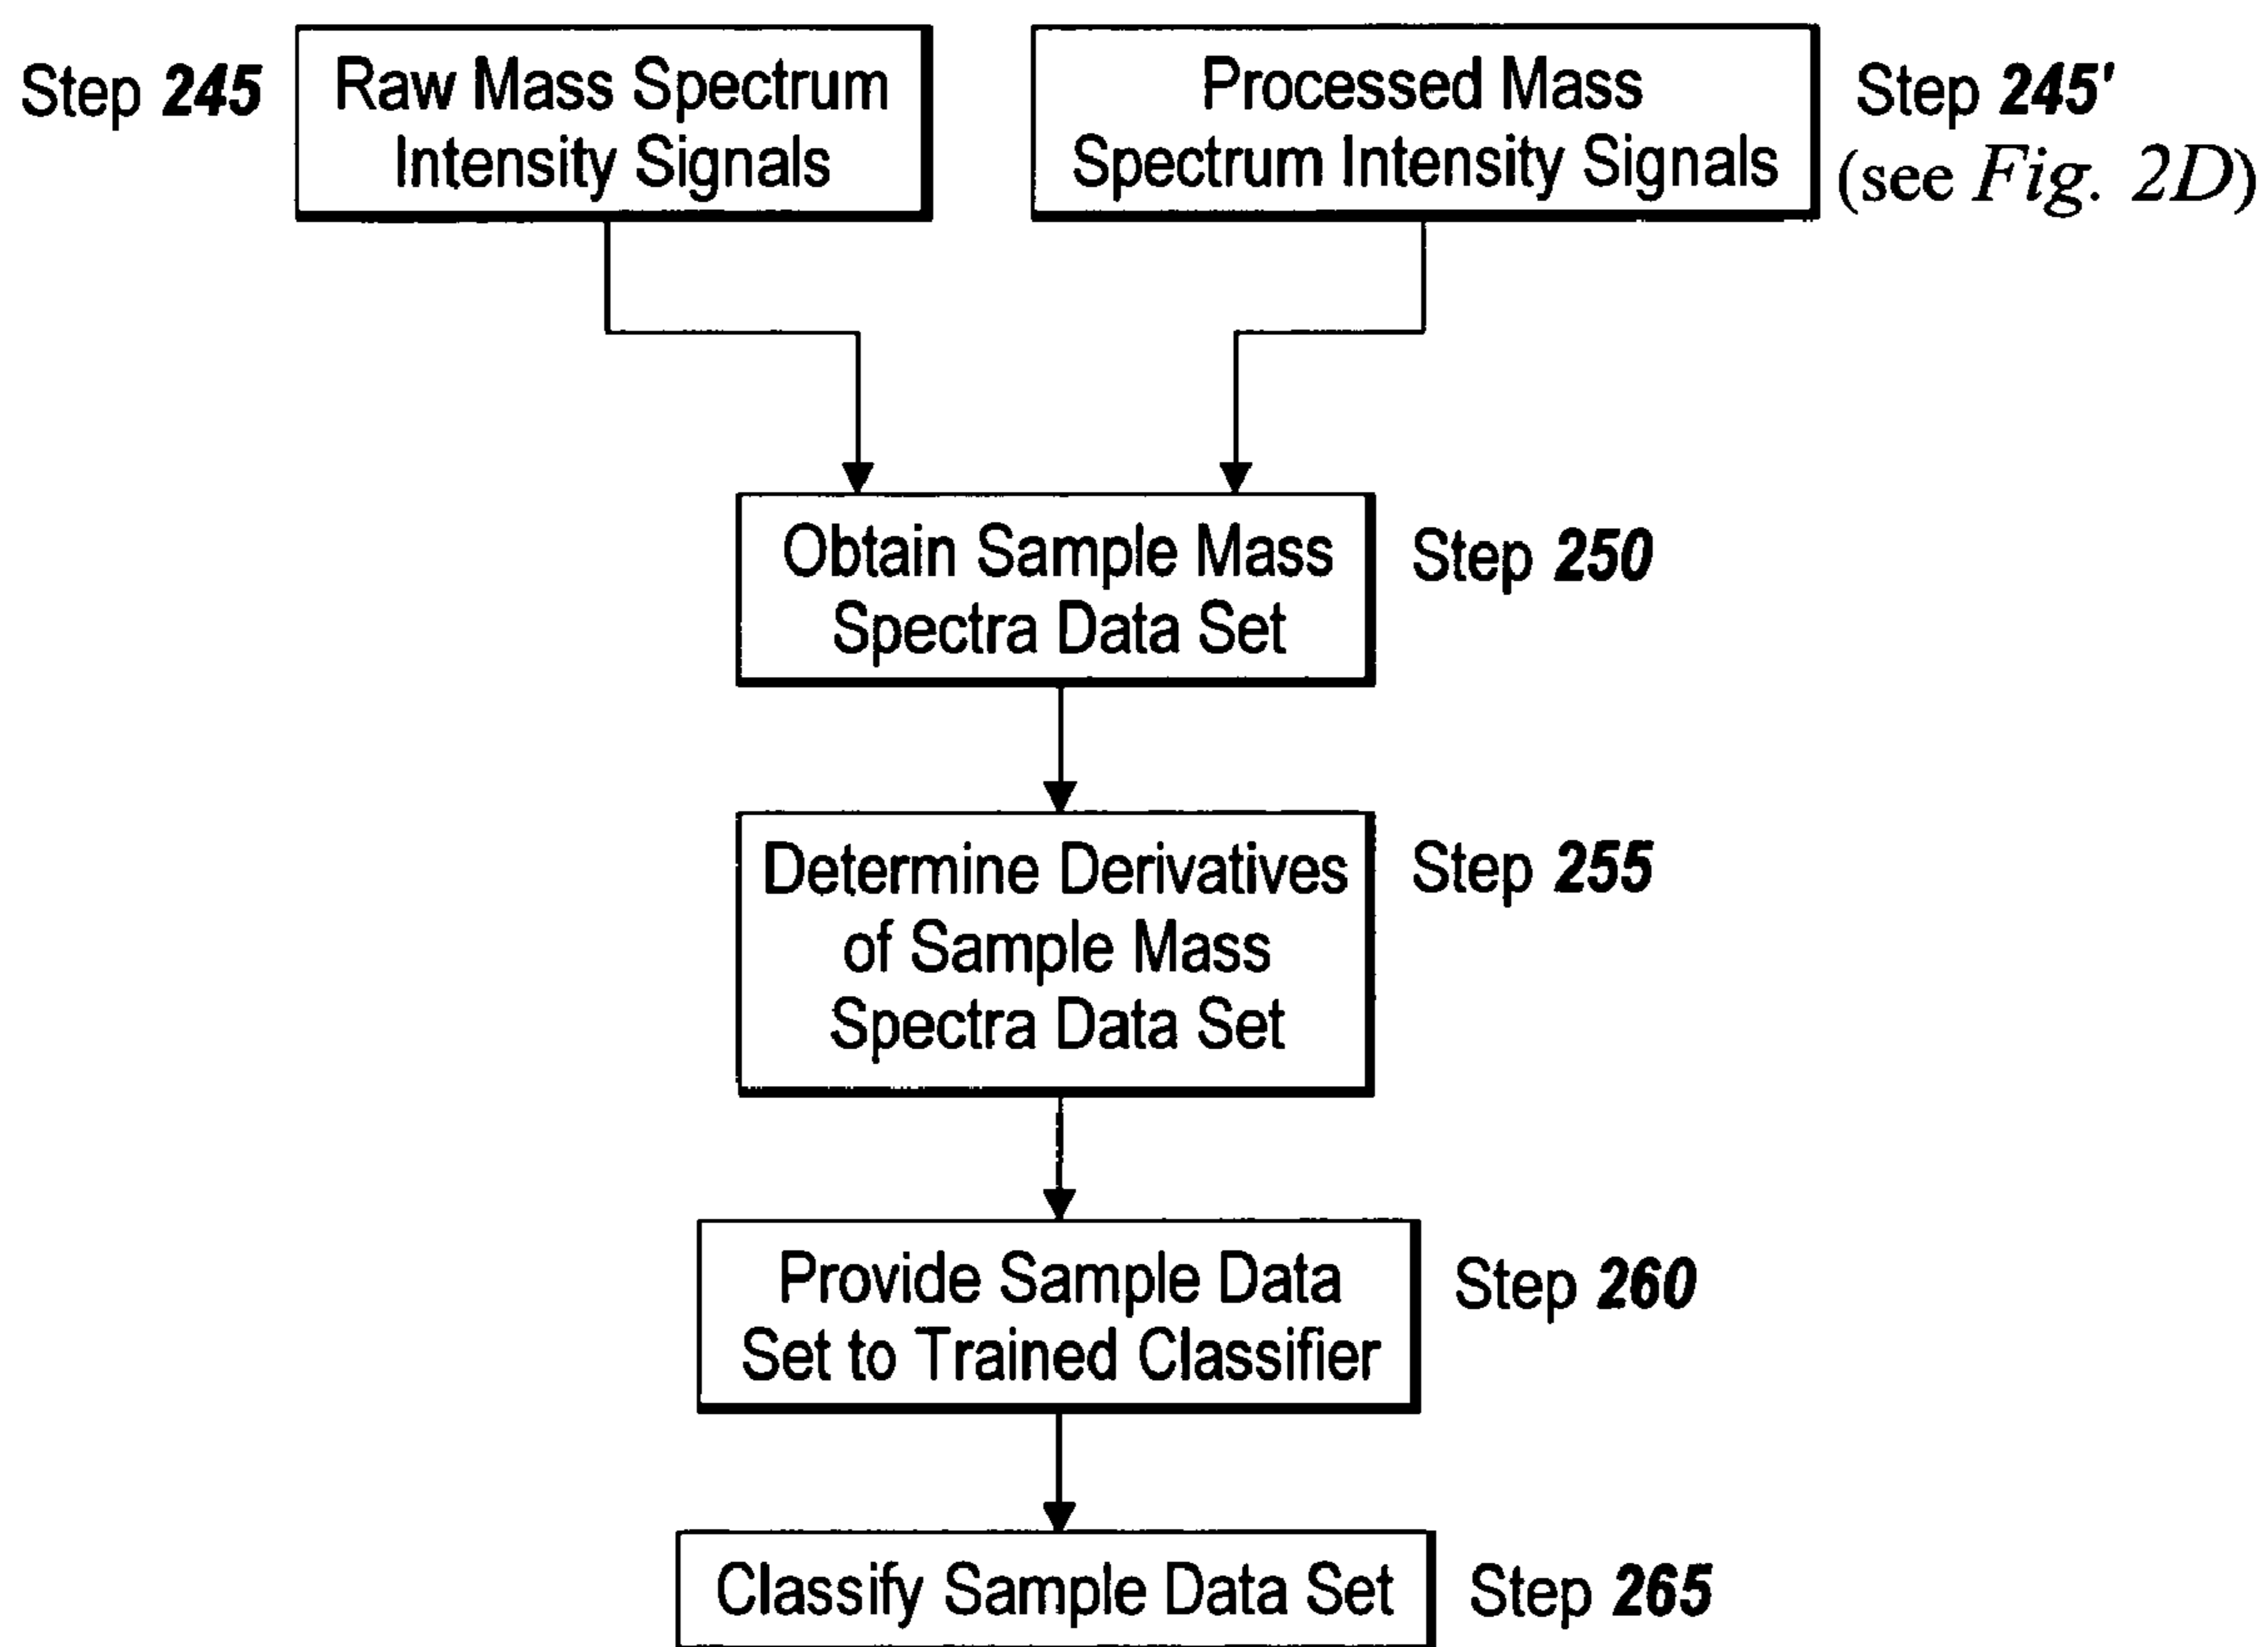 Step 245
Raw Mass Spectrum
Intensity Signals
Processed Mass
Spectrum Intensity Signals
Step 245'
(see Fig. 2D)
Obtain Sample Mass
Spectra Data Set
Step 250
Determine Derivatives
of Sample Mass
Spectra Data Set
Step 255
Provide Sample Data
Set to Trained Classifier
Step 260
Classify Sample Data Set
Step 265